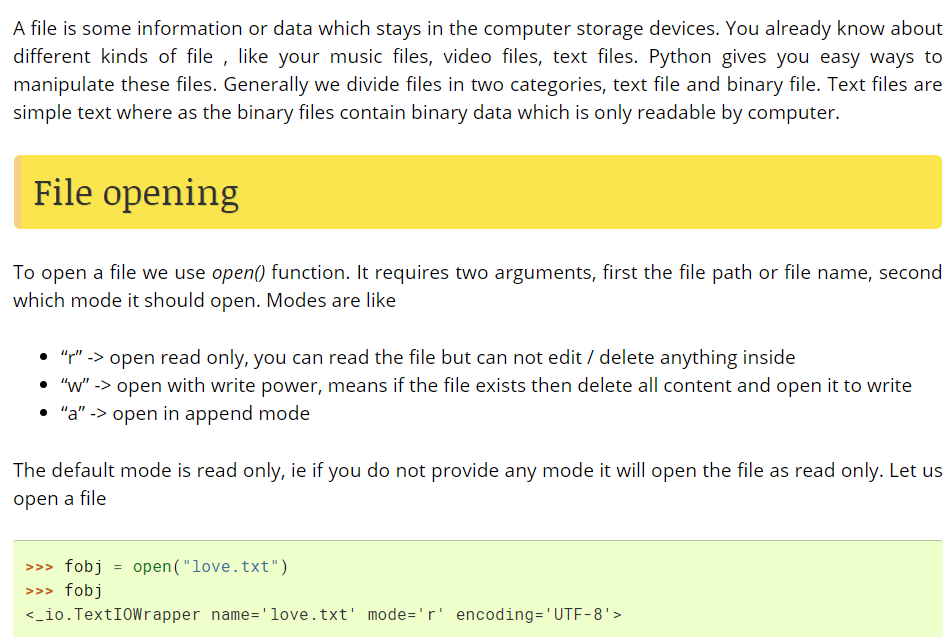 A file is some information or data which stays in the computer storage devices. You already know about
different kinds of file , like your music files, video files, text files. Python gives you easy ways to
manipulate these files. Generally we divide files in two categories, text file and binary file. Text files are
simple text where as the binary files contain binary data which is only readable by computer.
File opening
To open a file we use open() function. It requires two arguments, first the file path or file name, second
which mode it should open. Modes are like
• “r” -> open read only, you can read the file but can not edit / delete anything inside
• “w” -> open with write power, means if the file exists then delete all content and open it to write
• “a” -> open in append mode
The default mode is read only, ie if you do not provide any mode it will open the file as read only. Let us
open a file
>>> fobj = open("love.txt")
>>> fobj
<_io.TextIOWrapper name='love.txt' mode='r' encoding='UTF-8'>